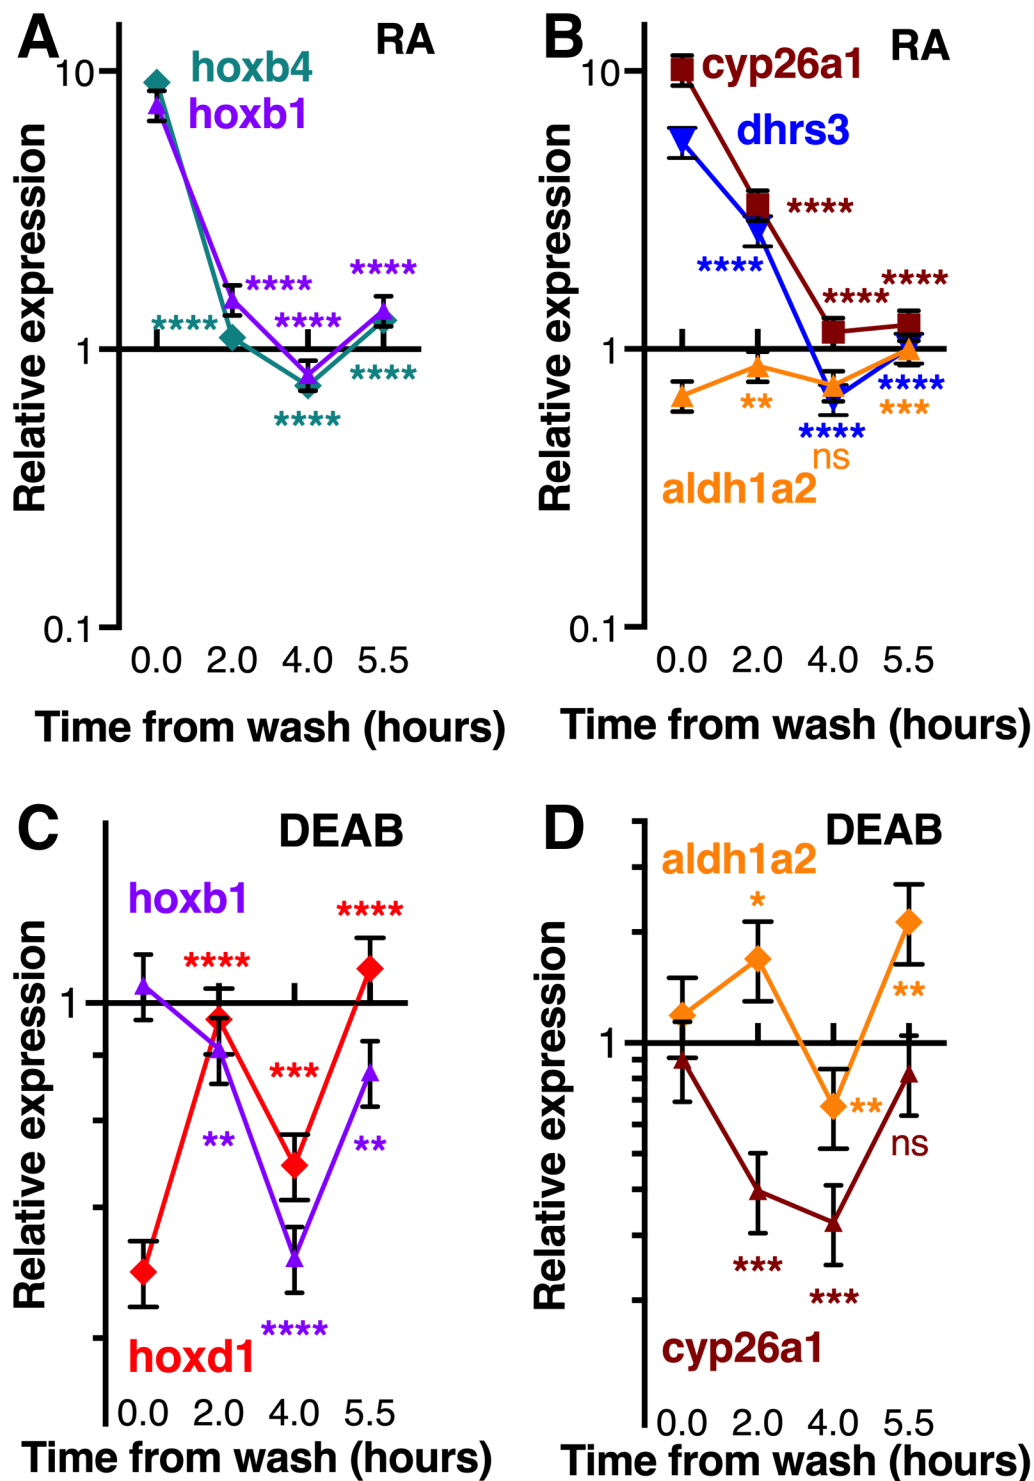 A
RA
hoxb4
hoxb1
10
1
0.1
Relative expression
****
****
****
****
****
****
0.0 2.0 4.0 5.5
Time from wash (hours)
B
RA
cyp26a1
dhrs3
10
1
0.1
Relative expression
****
****
****
****
**
****
***
****
ns
aldh1a2
0.0 2.0 4.0 5.5
Time from wash (hours)
C
DEAB
hoxb1
****
****
1
Relative expression
***
**
**
****
hoxd1
0.0 2.0 4.0 5.5
Time from wash (hours)
D
DEAB
aldh1a2
*
**
1
Relative expression
**
ns
***
***
cyp26a1
0.0 2.0 4.0 5.5
Time from wash (hours)